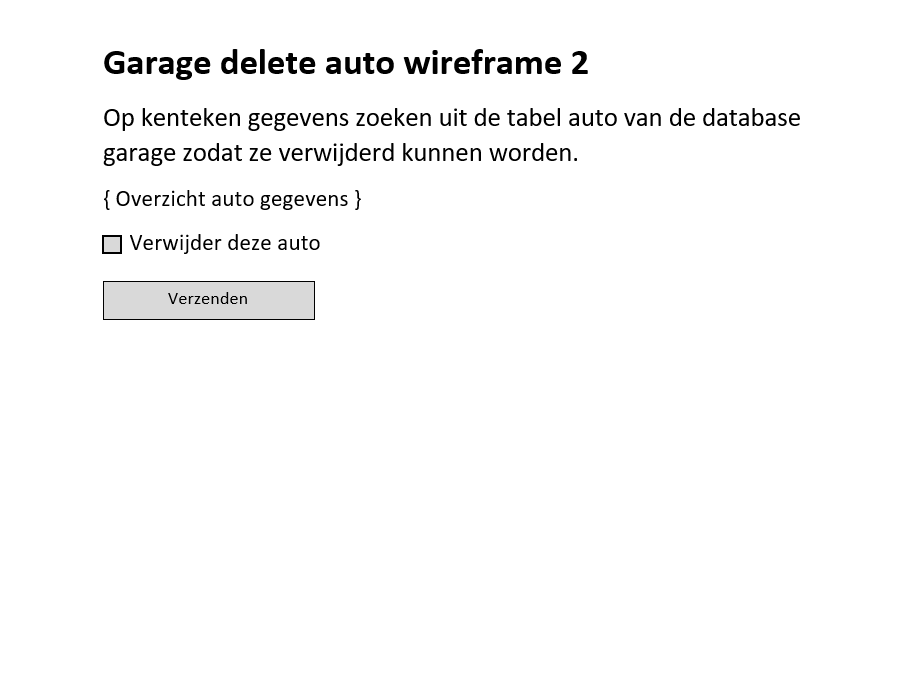 Garage delete auto wireframe 2
Op kenteken gegevens zoeken uit de tabel auto van de database
garage zodat ze verwijderd kunnen worden.
{ Overzicht auto gegevens }
Verwijder deze auto
Verzenden